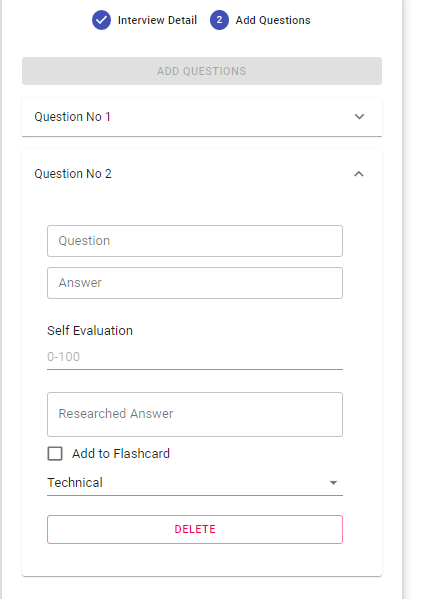 Interview Detail 2 Add Questions
ADD QUESTIONS
Question No 1
Question No 2
Question
Answer
Self Evaluation
0-100
Researched Answer
Add to Flashcard
Technical
DELETE